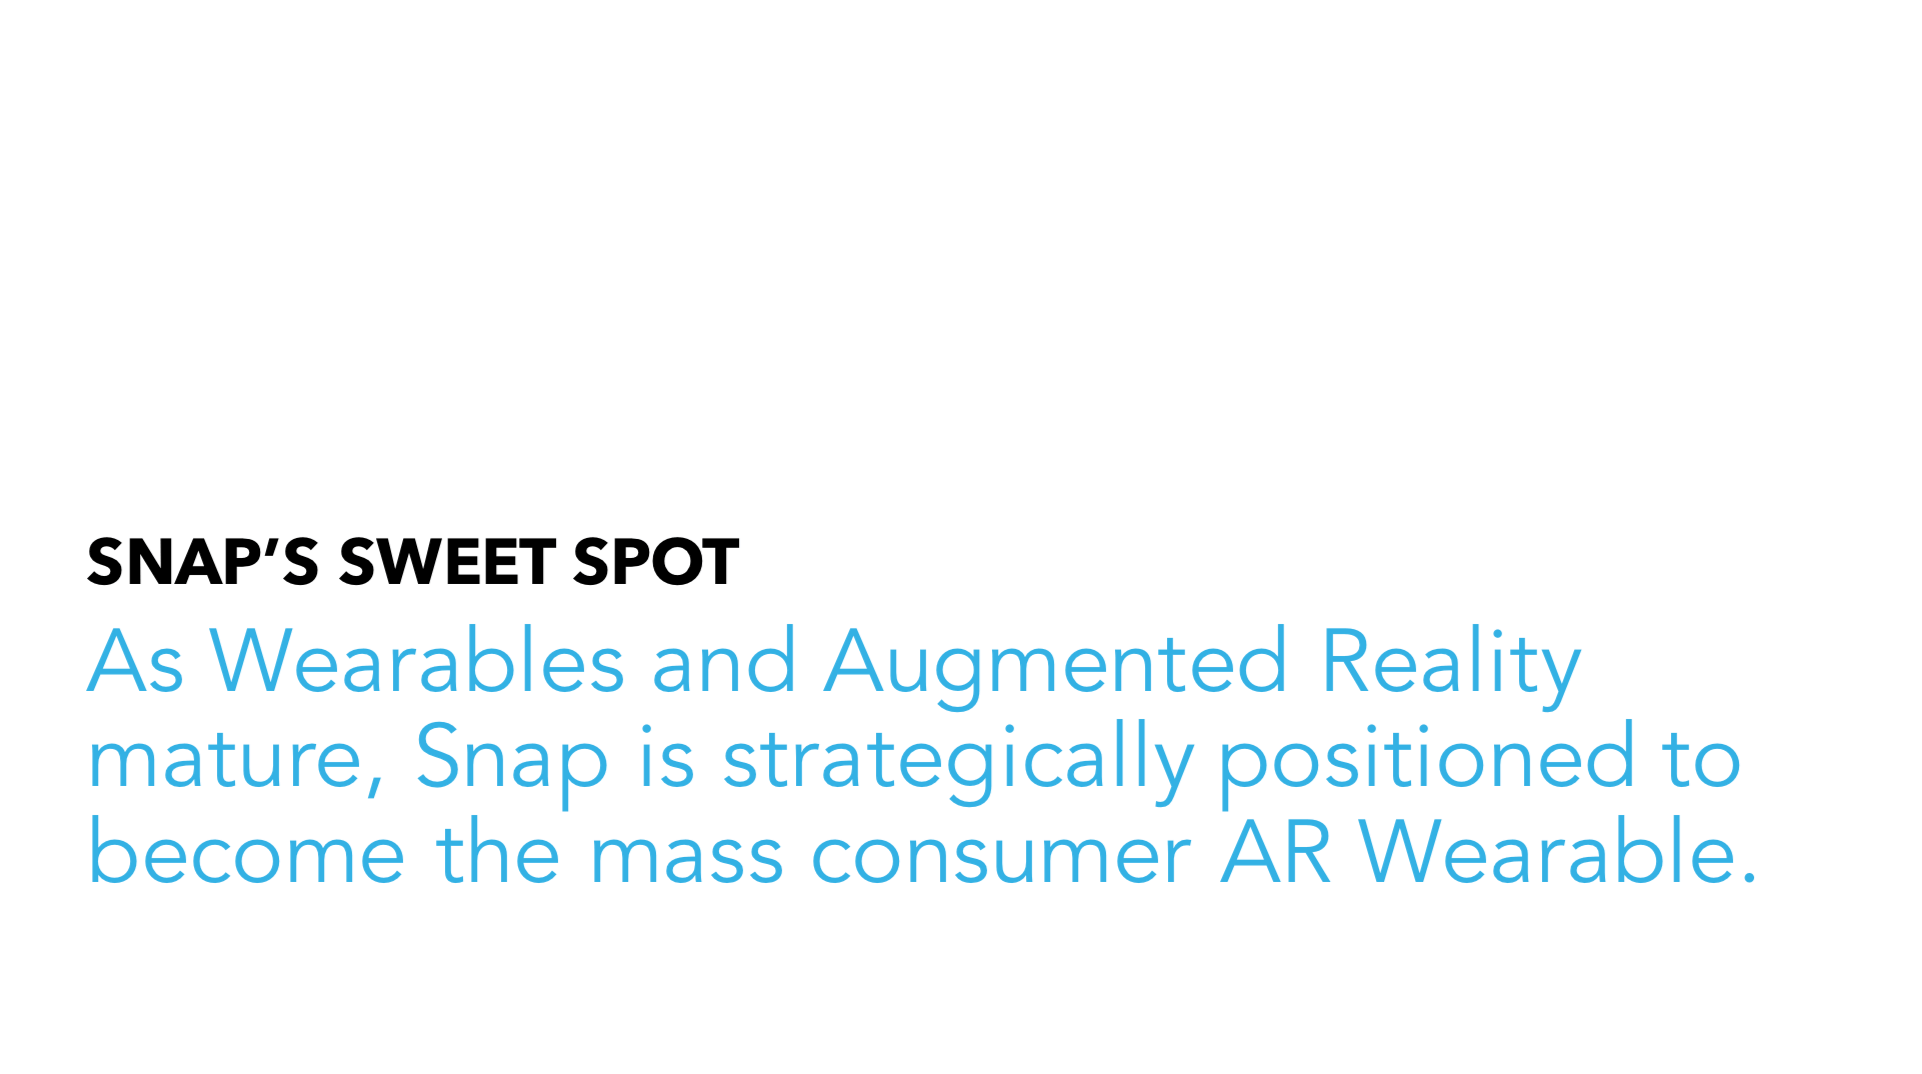 SNAP’S SWEET SPOT
As Wearables and Augmented Reality
mature, Snap is strategically positioned to
become the mass consumer AR Wearable.